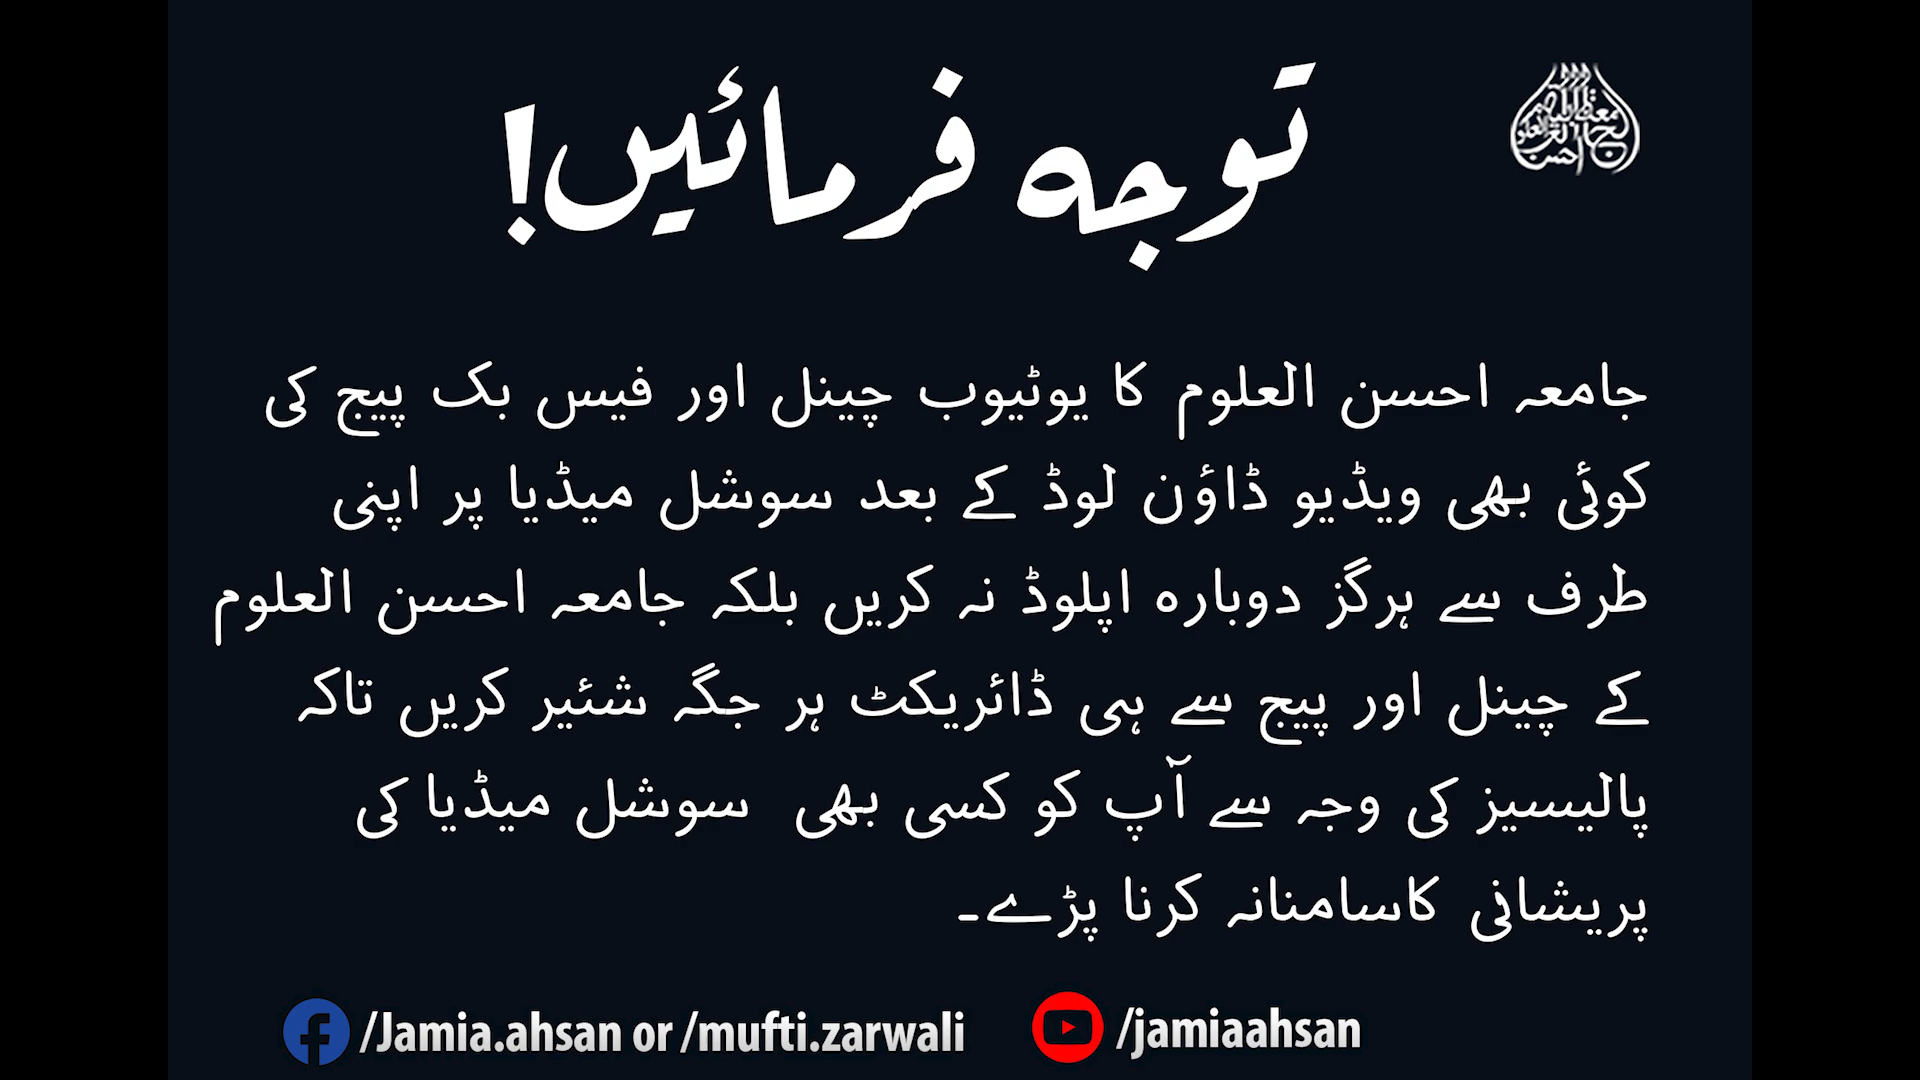 توجہ فرمائیں!
جامعہ احسن العلوم کا یوٹیوب چینل اور فیس بک پیج کی
کوئی بھی ویڈیو ڈاؤن لوڈ کے بعد سوشل میڈیا پر اپنی
طرف سے ہرگز دوبارہ اپلوڈ نہ کریں بلکہ جامعہ احسن العلوم
کے چینل اور پیج سے ہی ڈائریکٹ ہر جگہ شئیر کریں تاکہ
پالیسیز کی وجہ سے آپ کو کسی بھی سوشل میڈیا کی
پریشانی کاسامنانہ کرنا پڑے۔
/Jamia.ahsan or /mufti.zarwali
/jamiaahsan